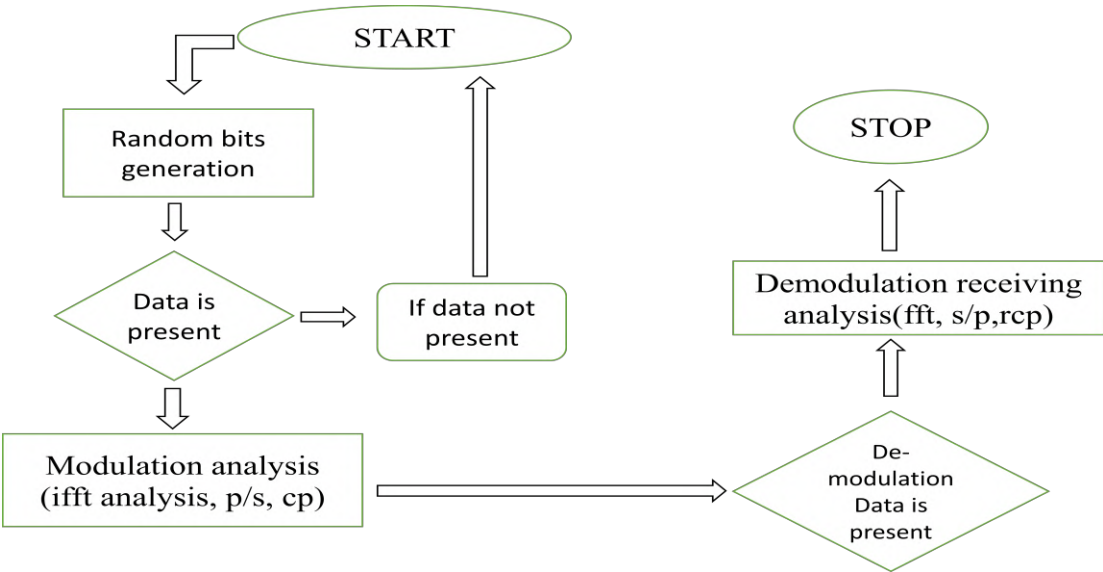 START
Random bits
generation
Data is
present
If data not
present
Modulation analysis
(ifft analysis, p/s, cp)
De-
modulation
Data is
present
Demodulation receiving
analysis(fft, s/p,rcp)
STOP